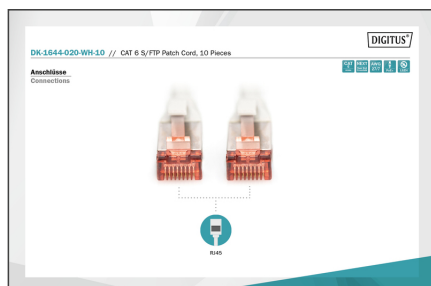 DIGITUS®
DK-1644-020-WH-10 // CAT 6 S/FTP Patch Cord, 10 Pieces
Anschlüsse
Connections
RJ45